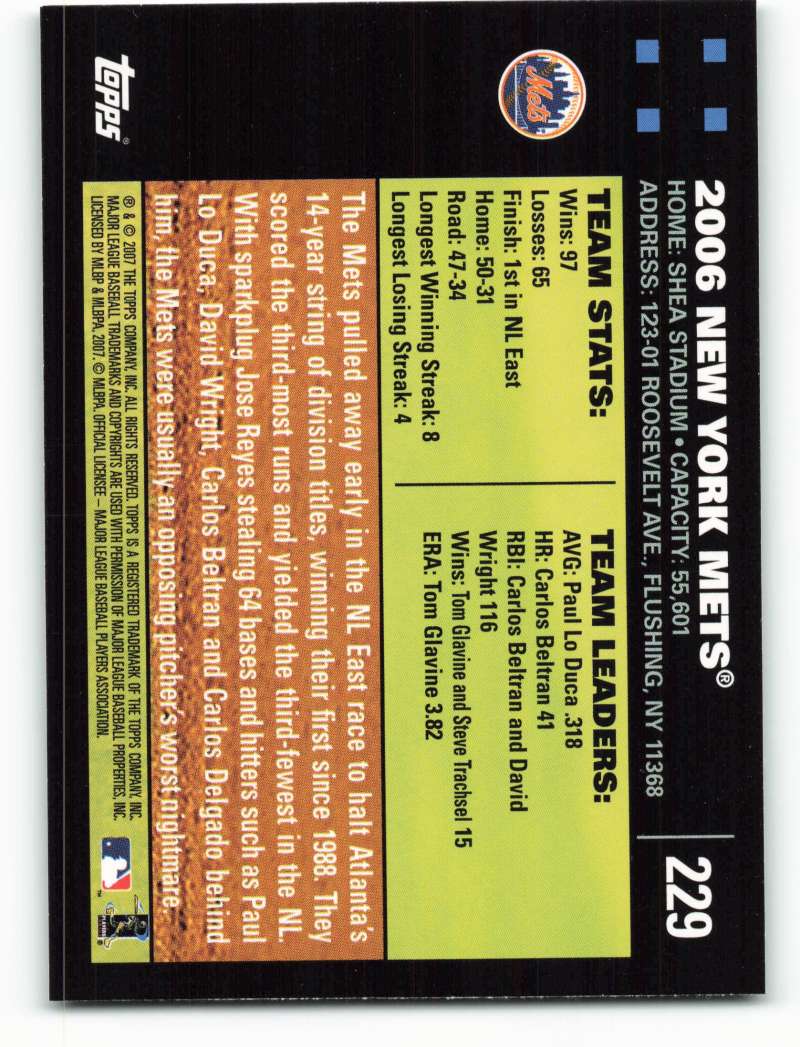 2006 NEW YORK METS®
HOME: SHEA STADIUM • CAPACITY: 55,601
ADDRESS: 123-01 ROOSEVELT AVE., FLUSHING, NY 11368
229
Mets
TEAM STATS:
Wins: 97
Losses: 65
Finish: 1st in NL East
Home: 50-31
Road: 47-34
Longest Winning Streak: 8
Longest Losing Streak: 4
TEAM LEADERS:
AVG: Paul Lo Duca .318
HR: Carlos Beltran 41
RBI: Carlos Beltran and David
Wright 116
Wins: Tom Glavine and Steve Trachsel 15
ERA: Tom Glavine 3.82
The Mets pulled away early in the NL East race to halt Atlanta's
14-year string of division titles, winning their first since 1988. They
scored the third-most runs and yielded the third-fewest in the NL.
With sparkplug Jose Reyes stealing 64 bases and hitters such as Paul
Lo Duca, David Wright, Carlos Beltran and Carlos Delgado behind
him, the Mets were usually an opposing pitcher's worst nightmare.
topps®
® & © 2007 THE TOPPS COMPANY, INC. ALL RIGHTS RESERVED. TOPPS IS A REGISTERED TRADEMARK OF THE TOPPS COMPANY, INC.
MAJOR LEAGUE BASEBALL TRADEMARKS AND COPYRIGHTS ARE USED WITH PERMISSION OF MAJOR LEAGUE BASEBALL PROPERTIES, INC.
LICENSED BY MLBP & MLBPA, 2007. © MLBPA. OFFICIAL LICENSEE – MAJOR LEAGUE BASEBALL PLAYERS ASSOCIATION.
PLAYERS